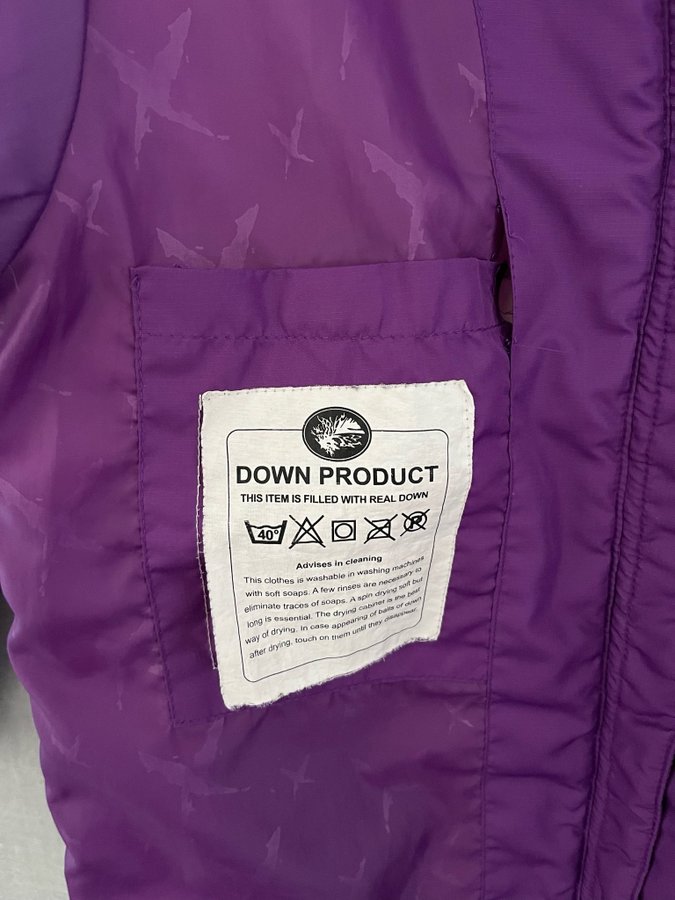 DOWN PRODUCT
THIS ITEM IS FILLED WITH REAL DOWN
40° P
Advises in cleaning
This clothes is washable in washing machines
with soft soaps. A few rinses are necessary to
eliminate traces of soaps. A spin drying soft but
long is essential. The drying cabinet is the best
way of drying. In case appearing of balls of down
after drying, touch on them until they disappear.